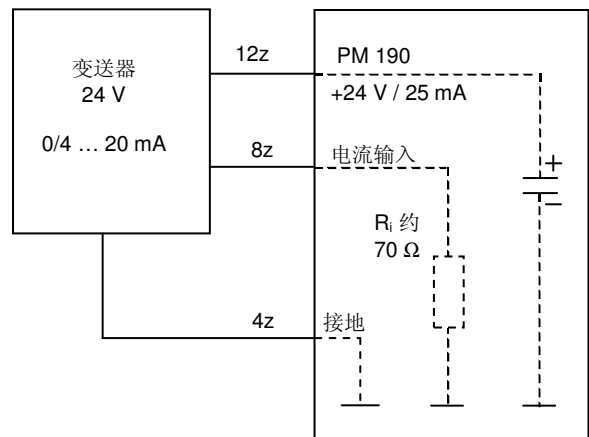 变送器
24 V
0/4 ... 20 mA
12z
PM 190
+24 V / 25 mA
8z
电流输入
+
−
Ri 约
70 Ω
4z
接地